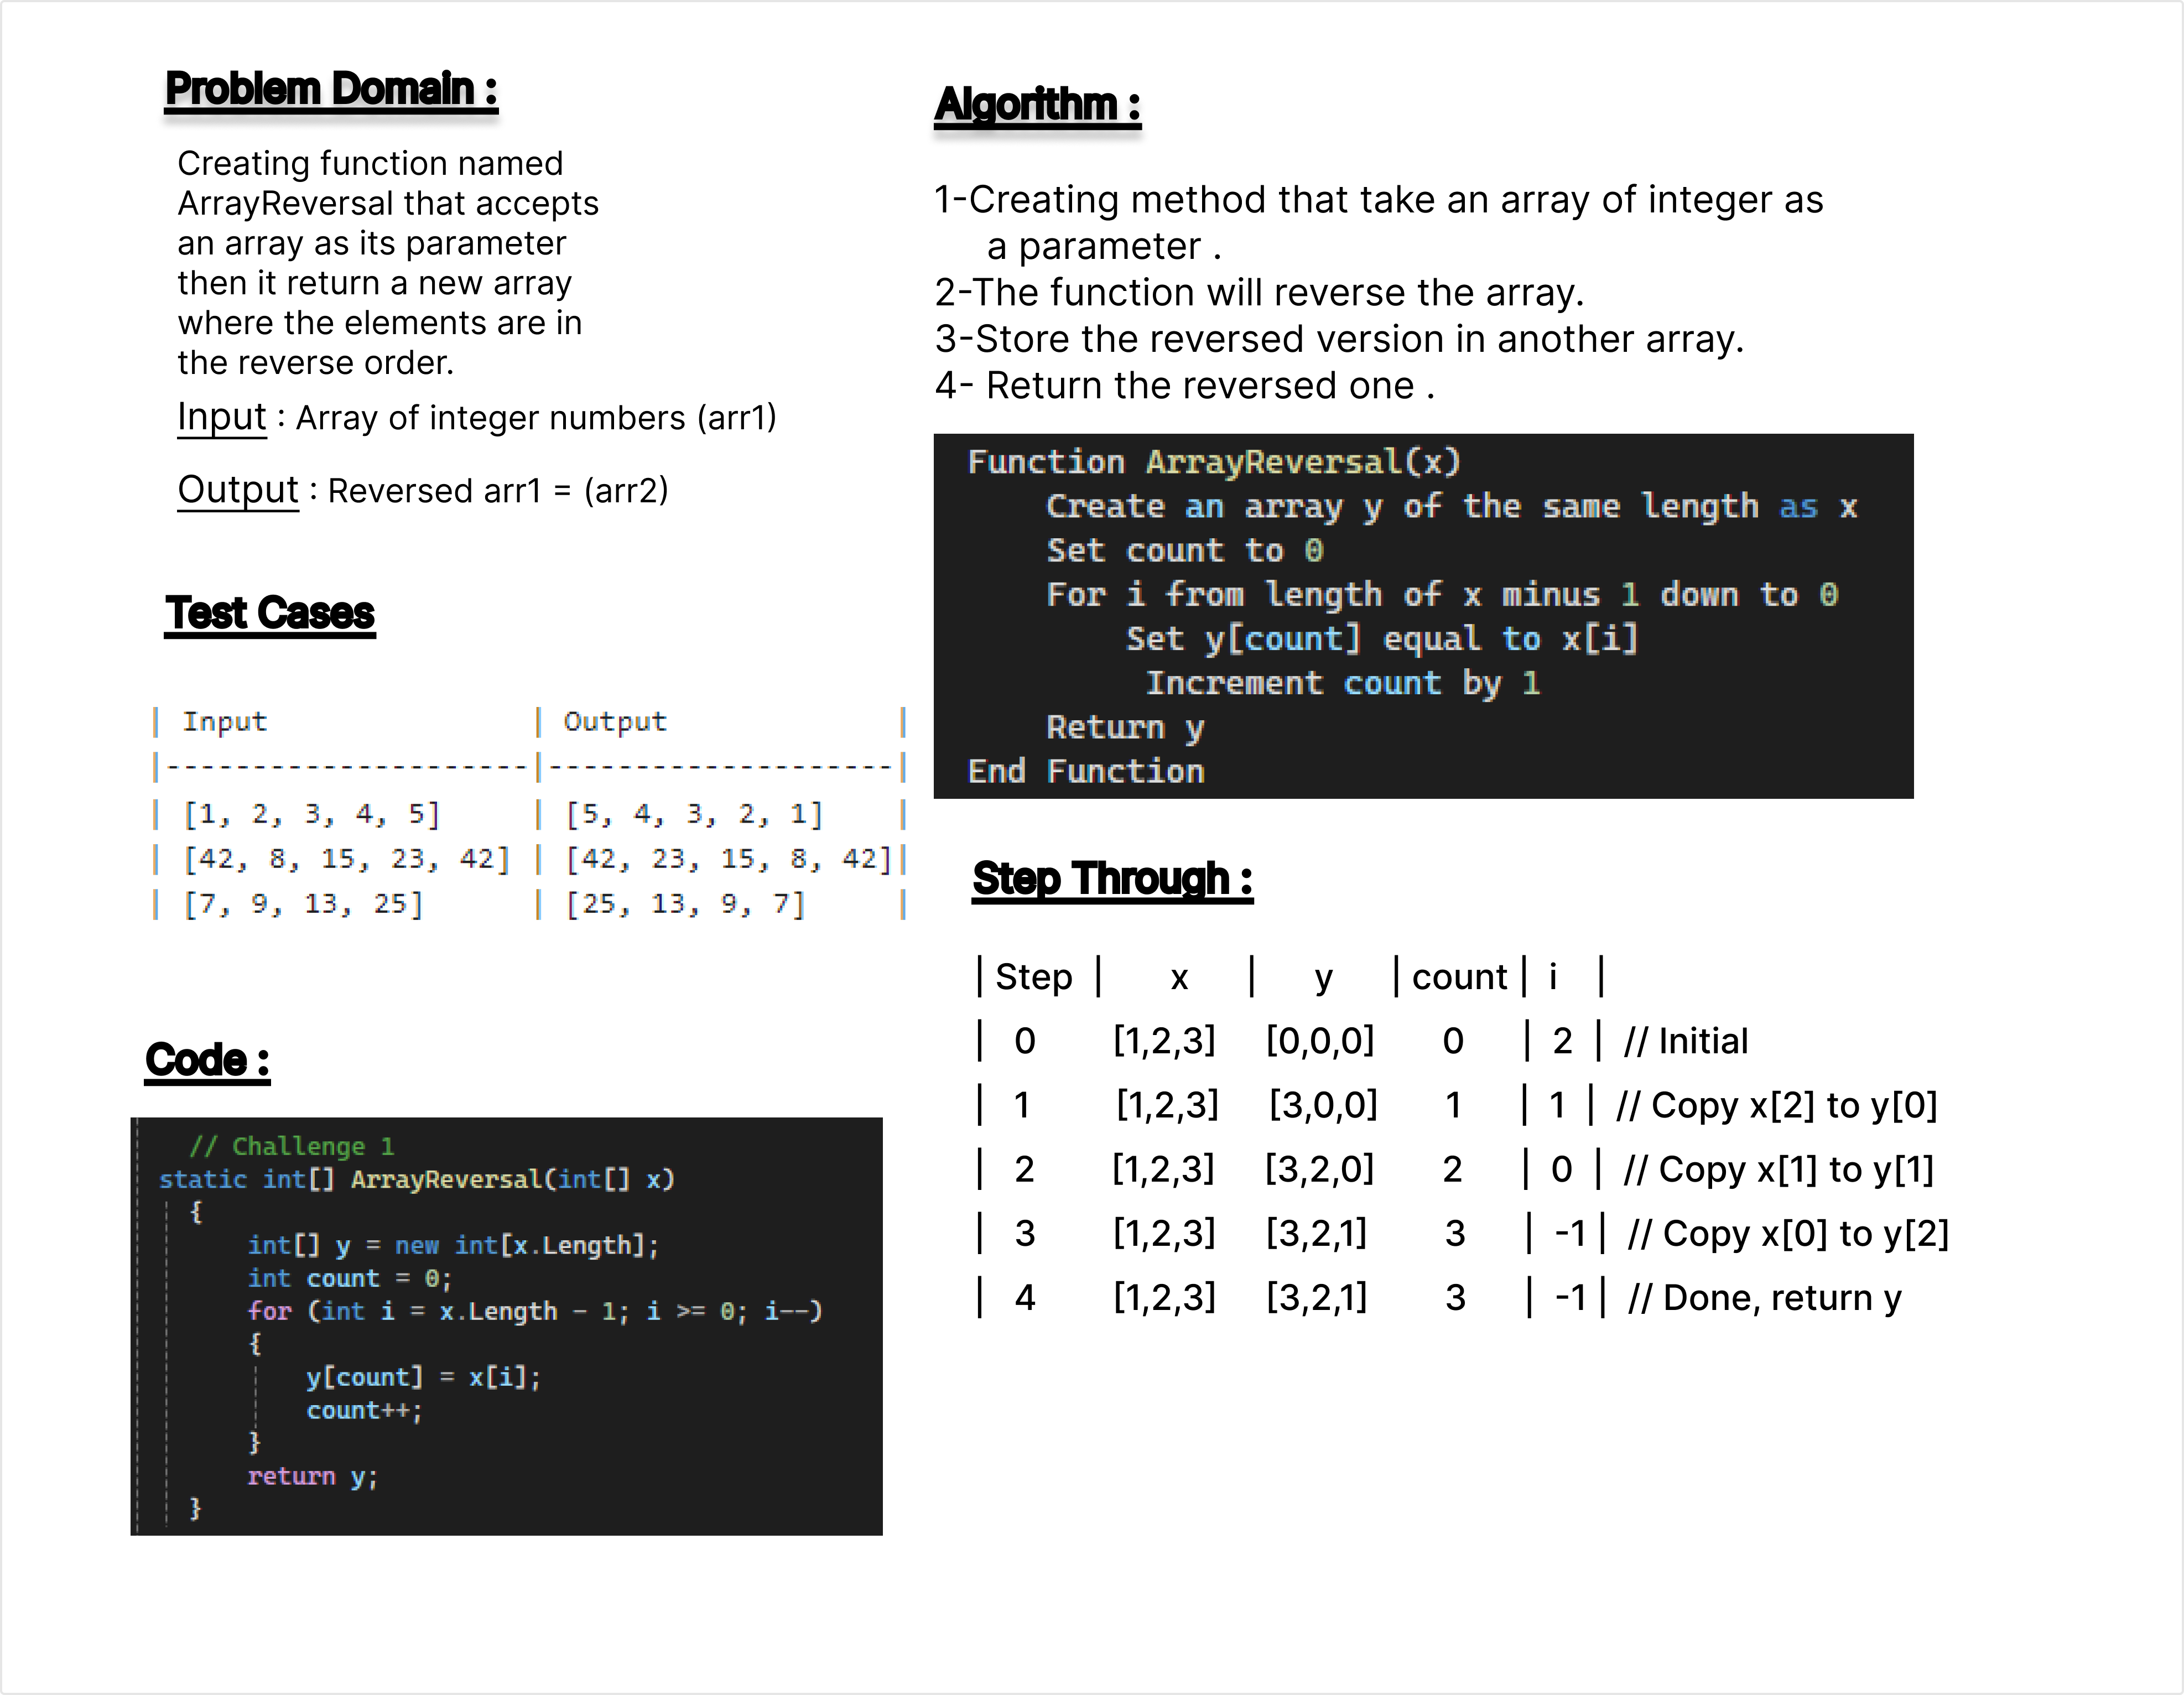 Problem Domain :
Creating function named
ArrayReversal that accepts
an array as its parameter
then it return a new array
where the elements are in
the reverse order.
Input : Array of integer numbers (arr1)
Output : Reversed arr1 = (arr2)
Test Cases
| Input | Output |
|---------------------|--------------------|
| [1, 2, 3, 4, 5] | [5, 4, 3, 2, 1] |
| [42, 8, 15, 23, 42] | [42, 23, 15, 8, 42]|
| [7, 9, 13, 25] | [25, 13, 9, 7] |
Code :
// Challenge 1
static int[] ArrayReversal(int[] x)
{
int[] y = new int[x.Length];
int count = 0;
for (int i = x.Length - 1; i >= 0; i--)
{
y[count] = x[i];
count++;
}
return y;
}
Algorithm :
1-Creating method that take an array of integer as
a parameter .
2-The function will reverse the array.
3-Store the reversed version in another array.
4- Return the reversed one .
Function ArrayReversal(x)
Create an array y of the same length as x
Set count to 0
For i from length of x minus 1 down to 0
Set y[count] equal to x[i]
Increment count by 1
Return y
End Function
Step Through :
| Step | x | y | count | i |
| 0 [1,2,3] [0,0,0] 0 | 2 | // Initial
| 1 [1,2,3] [3,0,0] 1 | 1 | // Copy x[2] to y[0]
| 2 [1,2,3] [3,2,0] 2 | 0 | // Copy x[1] to y[1]
| 3 [1,2,3] [3,2,1] 3 | -1 | // Copy x[0] to y[2]
| 4 [1,2,3] [3,2,1] 3 | -1 | // Done, return y